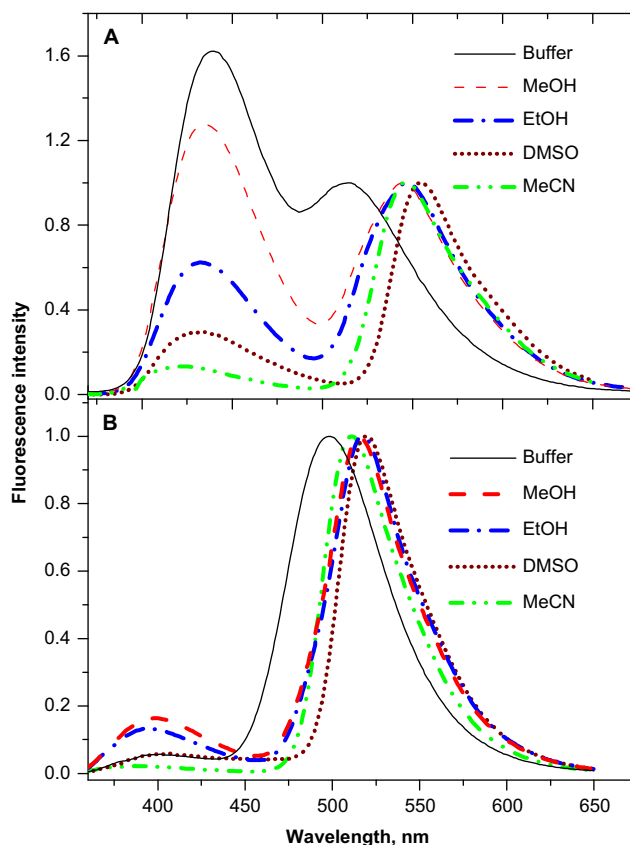 A
Buffer
MeOH
EtOH
DMSO
MeCN
1.6
1.2
0.8
0.4
0.0
Fluorescence intensity
B
Buffer
MeOH
EtOH
DMSO
MeCN
1.0
0.8
0.6
0.4
0.2
0.0
400 450 500 550 600 650
Wavelength, nm